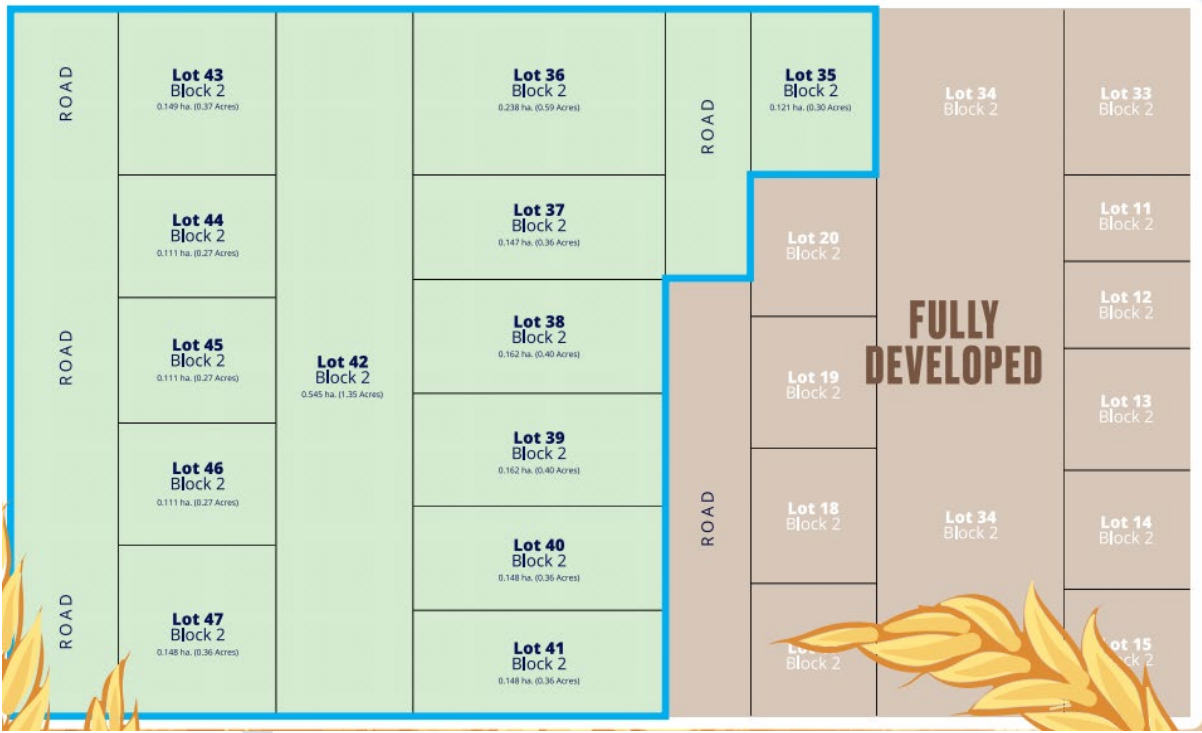 ROAD
Lot 43
Block 2
0.149 ha. (0.37 Acres)
Lot 36
Block 2
0.238 ha. (0.59 Acres)
ROAD
Lot 35
Block 2
0.121 ha. (0.30 Acres)
Lot 34
Block 2
Lot 33
Block 2
Lot 44
Block 2
0.111 ha. (0.27 Acres)
Lot 37
Block 2
0.147 ha. (0.36 Acres)
Lot 20
Block 2
Lot 11
Block 2
ROAD
Lot 45
Block 2
0.111 ha. (0.27 Acres)
Lot 42
Block 2
0.545 ha. (1.35 Acres)
Lot 38
Block 2
0.162 ha. (0.40 Acres)
Lot 19
Block 2
FULLY
DEVELOPED
Lot 12
Block 2
Lot 13
Block 2
Lot 46
Block 2
0.111 ha. (0.27 Acres)
Lot 39
Block 2
0.162 ha. (0.40 Acres)
ROAD
Lot 18
Block 2
Lot 34
Block 2
Lot 14
Block 2
ROAD
Lot 47
Block 2
0.148 ha. (0.36 Acres)
Lot 40
Block 2
0.148 ha. (0.36 Acres)
Lot 41
Block 2
0.148 ha. (0.36 Acres)
Block 2
15
2